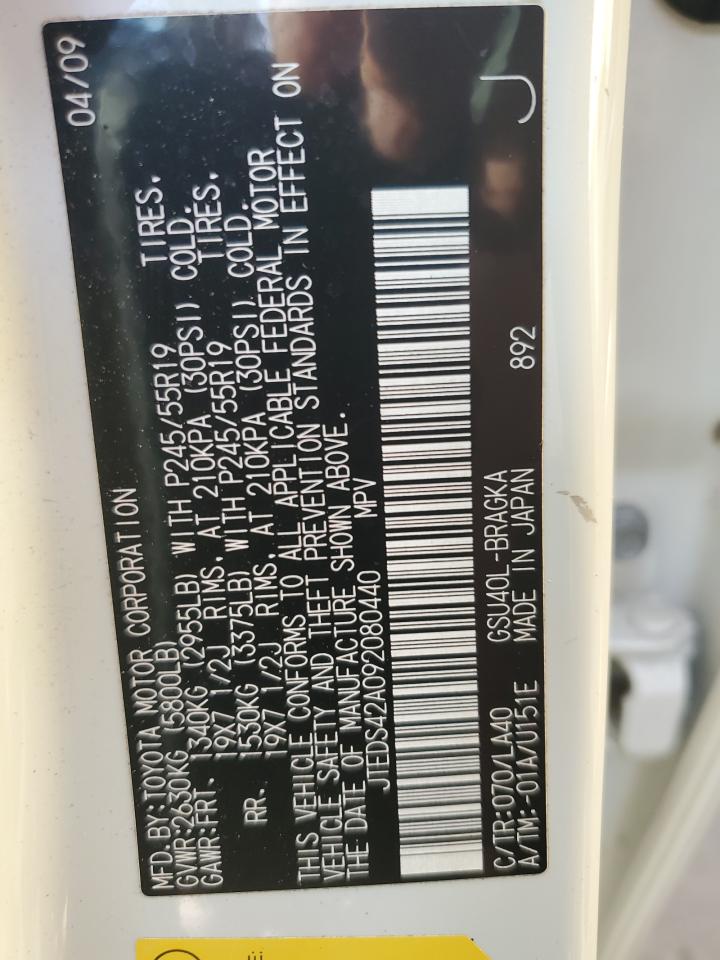 MFD.BY:TOYOTA MOTOR CORPORATION 04/09
GVWR:2630KG (5800LB)
GAWR:FRT. 1340KG (2955LB) WITH P245/55R19 TIRES.
19X7 1/2J RIMS. AT 210KPA (30PSI) COLD.
RR. 1530KG (3375LB) WITH P245/55R19 TIRES.
19X7 1/2J RIMS. AT 210KPA (30PSI) COLD.
THIS VEHICLE CONFORMS TO ALL APPLICABLE FEDERAL MOTOR
VEHICLE SAFETY AND THEFT PREVENTION STANDARDS IN EFFECT ON
THE DATE OF MANUFACTURE SHOWN ABOVE.
JTEDS42A092080440 MPV
C/TR:070/LA40 GSU40L-BRAGKA
A/TM:-01A/U151E MADE IN JAPAN 892 J